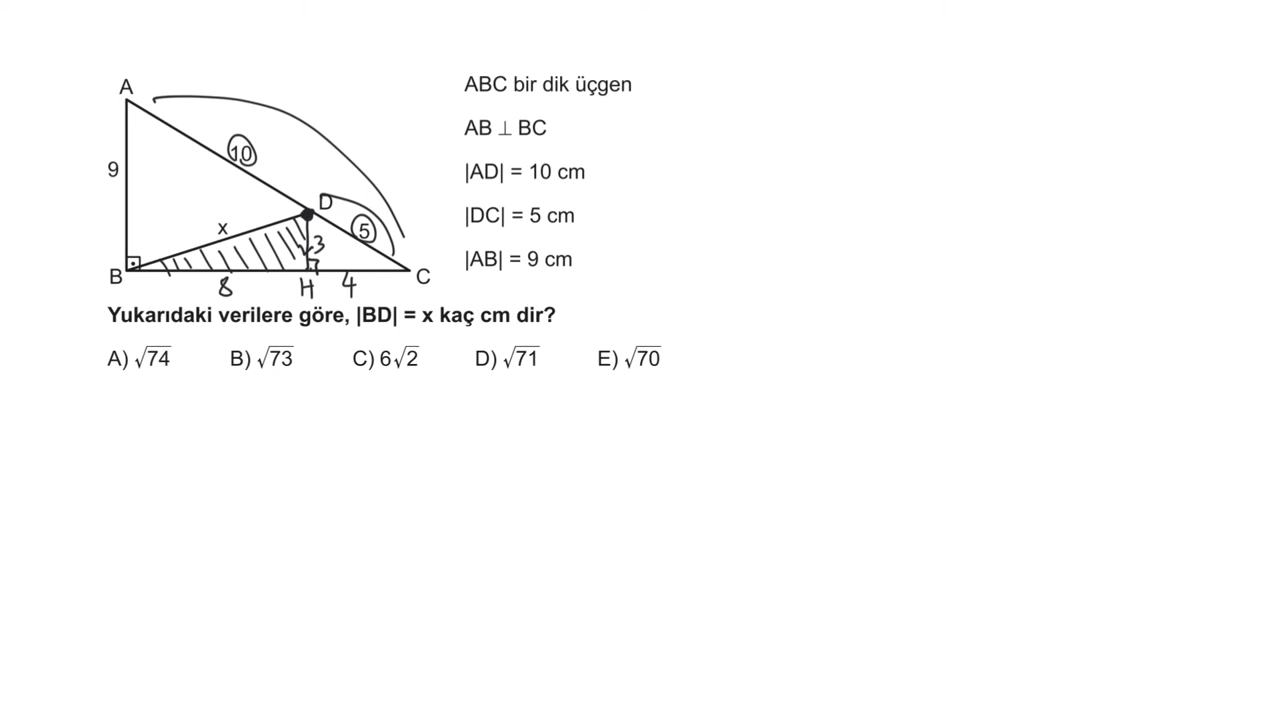 A
ABC bir dik üçgen
AB ⊥ BC
10
9
|AD| = 10 cm
D
|DC| = 5 cm
5
x
3
|AB| = 9 cm
B
C
8
H
4
Yukarıdaki verilere göre, |BD| = x kaç cm dir?
A) √74 B) √73 C) 6√2 D) √71 E) √70